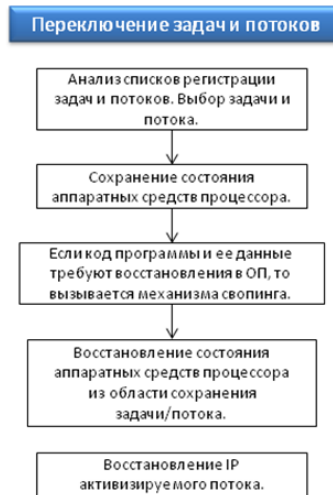 Переключение задач и потоков
Анализ списков регистрации
задач и потоков. Выбор задачи и
потока.
Сохранение состояния
аппаратных средств процессора.
Если код программы и ее данные
требуют восстановления в ОП, то
вызывается механизма свопинга.
Восстановление состояния
аппаратных средств процессора
из области сохранения
задачи/потока.
Восстановление IP
активизируемого потока.